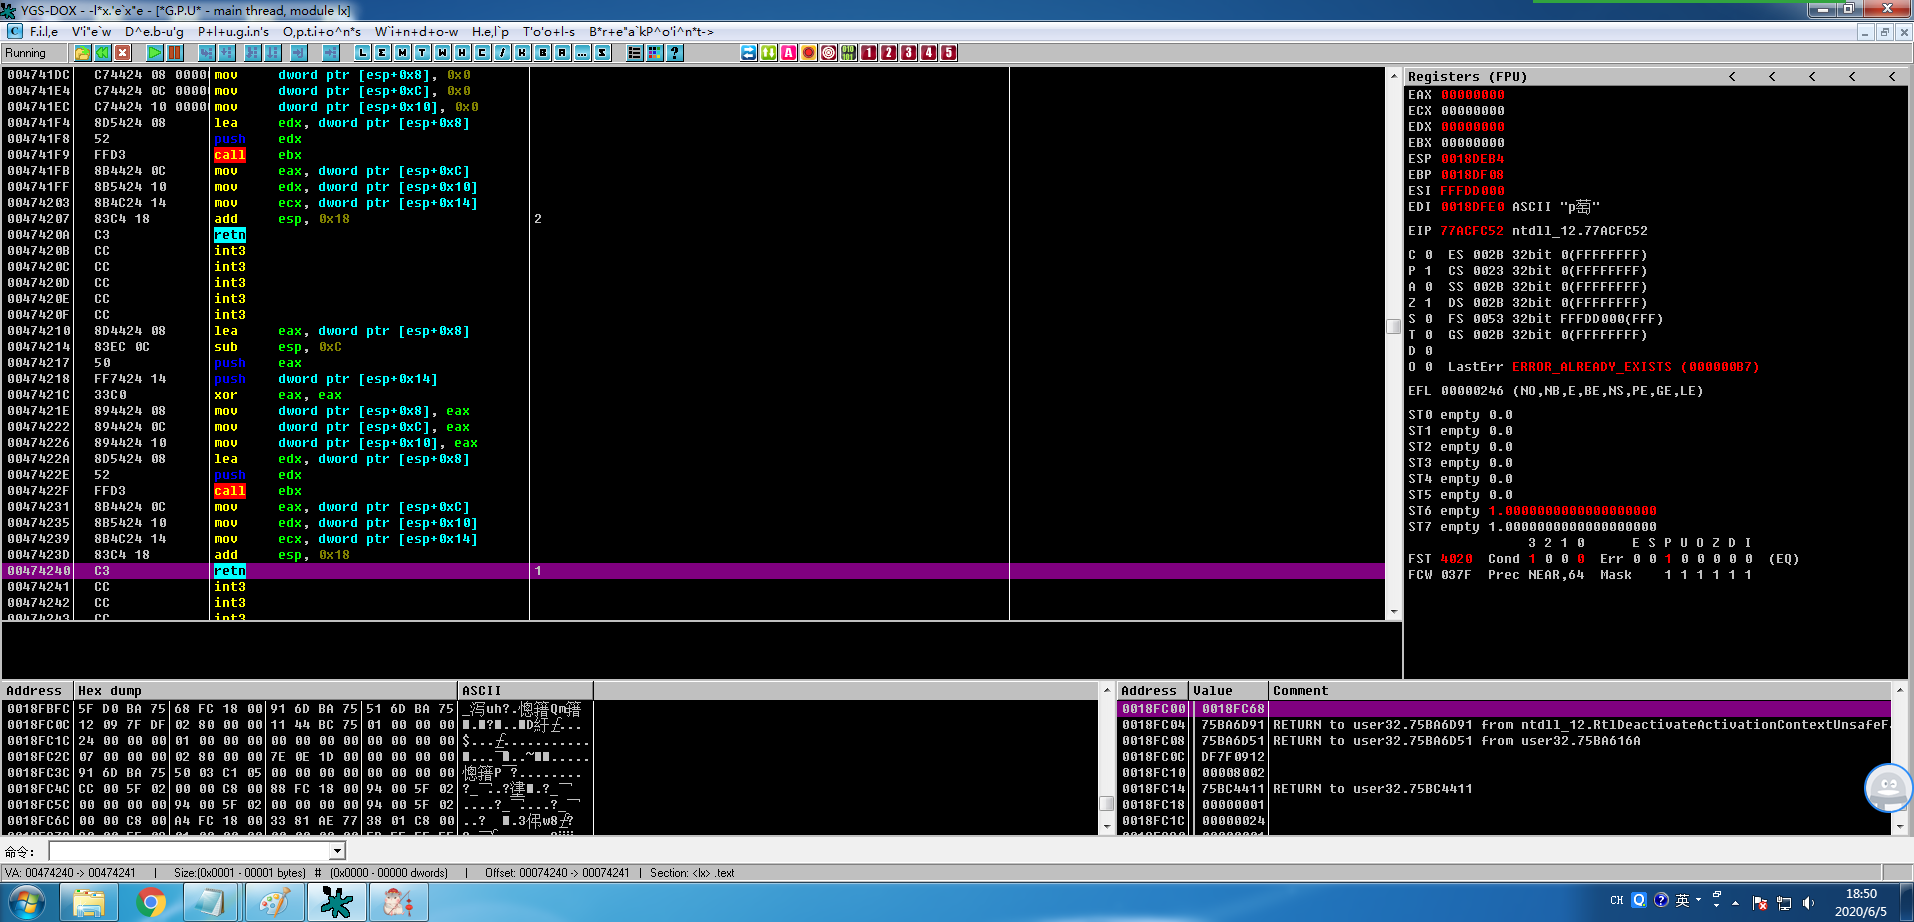 YGS-DOX - -l*x.'e`x"e - [*G.P.U* - main thread, module lx]
F.i.l,e V'i"e`w D^e.b-u'g P+l+u.g.i.n's O,p.t.i+o^n*s W`i+n+d+o-w H.e,l`p T'o'o+l-s B*r+e"a`kP^o'i^n*t->
Running
L E M T W H C / K B R ... S 1 2 3 4 5
004741DC C74424 08 0000 mov dword ptr [esp+0x8], 0x0
004741E4 C74424 0C 0000 mov dword ptr [esp+0xC], 0x0
004741EC C74424 10 0000 mov dword ptr [esp+0x10], 0x0
004741F4 8D5424 08 lea edx, dword ptr [esp+0x8]
004741F8 52 push edx
004741F9 FFD3 call ebx
004741FB 8B4424 0C mov eax, dword ptr [esp+0xC]
004741FF 8B5424 10 mov edx, dword ptr [esp+0x10]
00474203 8B4C24 14 mov ecx, dword ptr [esp+0x14]
00474207 83C4 18 add esp, 0x18 2
0047420A C3 retn
0047420B CC int3
0047420C CC int3
0047420D CC int3
0047420E CC int3
0047420F CC int3
00474210 8D4424 08 lea eax, dword ptr [esp+0x8]
00474214 83EC 0C sub esp, 0xC
00474217 50 push eax
00474218 FF7424 14 push dword ptr [esp+0x14]
0047421C 33C0 xor eax, eax
0047421E 894424 08 mov dword ptr [esp+0x8], eax
00474222 894424 0C mov dword ptr [esp+0xC], eax
00474226 894424 10 mov dword ptr [esp+0x10], eax
0047422A 8D5424 08 lea edx, dword ptr [esp+0x8]
0047422E 52 push edx
0047422F FFD3 call ebx
00474231 8B4424 0C mov eax, dword ptr [esp+0xC]
00474235 8B5424 10 mov edx, dword ptr [esp+0x10]
00474239 8B4C24 14 mov ecx, dword ptr [esp+0x14]
0047423D 83C4 18 add esp, 0x18
00474240 C3 retn 1
00474241 CC int3
00474242 CC int3
00474243 CC int3
Registers (FPU) < < < < <
EAX 00000000
ECX 00000000
EDX 00000000
EBX 00000000
ESP 0018DEB4
EBP 0018DF08
ESI FFFDD000
EDI 0018DFE0 ASCII "p萄"
EIP 77ACFC52 ntdll_12.77ACFC52
C 0 ES 002B 32bit 0(FFFFFFFF)
P 1 CS 0023 32bit 0(FFFFFFFF)
A 0 SS 002B 32bit 0(FFFFFFFF)
Z 1 DS 002B 32bit 0(FFFFFFFF)
S 0 FS 0053 32bit FFFDD000(FFF)
T 0 GS 002B 32bit 0(FFFFFFFF)
D 0
O 0 LastErr ERROR_ALREADY_EXISTS (000000B7)
EFL 00000246 (NO,NB,E,BE,NS,PE,GE,LE)
ST0 empty 0.0
ST1 empty 0.0
ST2 empty 0.0
ST3 empty 0.0
ST4 empty 0.0
ST5 empty 0.0
ST6 empty 1.0000000000000000000
ST7 empty 1.0000000000000000000
3 2 1 0 E S P U O Z D I
FST 4020 Cond 1 0 0 0 Err 0 0 1 0 0 0 0 0 (EQ)
FCW 037F Prec NEAR,64 Mask 1 1 1 1 1 1
Address Hex dump ASCII
0018FBFC 5F D0 BA 75 68 FC 18 00 91 6D BA 75 51 6D BA 75
0018FC0C 12 09 7F DF 02 80 00 00 11 44 BC 75 01 00 00 00
0018FC1C 24 00 00 00 01 00 00 00 00 00 00 00 00 00 00 00
0018FC2C 07 00 00 00 02 80 00 00 7E 0E 1D 00 00 00 00 00
0018FC3C 91 6D BA 75 50 03 C1 05 00 00 00 00 00 00 00 00
0018FC4C CC 00 5F 02 00 00 C8 00 88 FC 18 00 94 00 5F 02
0018FC5C 00 00 00 00 94 00 5F 02 00 00 00 00 94 00 5F 02
0018FC6C 00 00 C8 00 A4 FC 18 00 33 81 AE 77 38 01 C8 00
Address Value Comment
0018FC00 0018FC68
0018FC04 75BA6D91 RETURN to user32.75BA6D91 from ntdll_12.RtlDeactivateActivationContextUnsafeF.
0018FC08 75BA6D51 RETURN to user32.75BA6D51 from user32.75BA616A
0018FC0C DF7F0912
0018FC10 00008002
0018FC14 75BC4411 RETURN to user32.75BC4411
0018FC18 00000001
0018FC1C 00000024
命令:
VA: 00474240 -> 00474241 | Size:(0x0001 - 00001 bytes) # (0x0000 - 00000 dwords) | Offset: 00074240 -> 00074241 | Section: <lx> .text
CH 英 18:50
2020/6/5